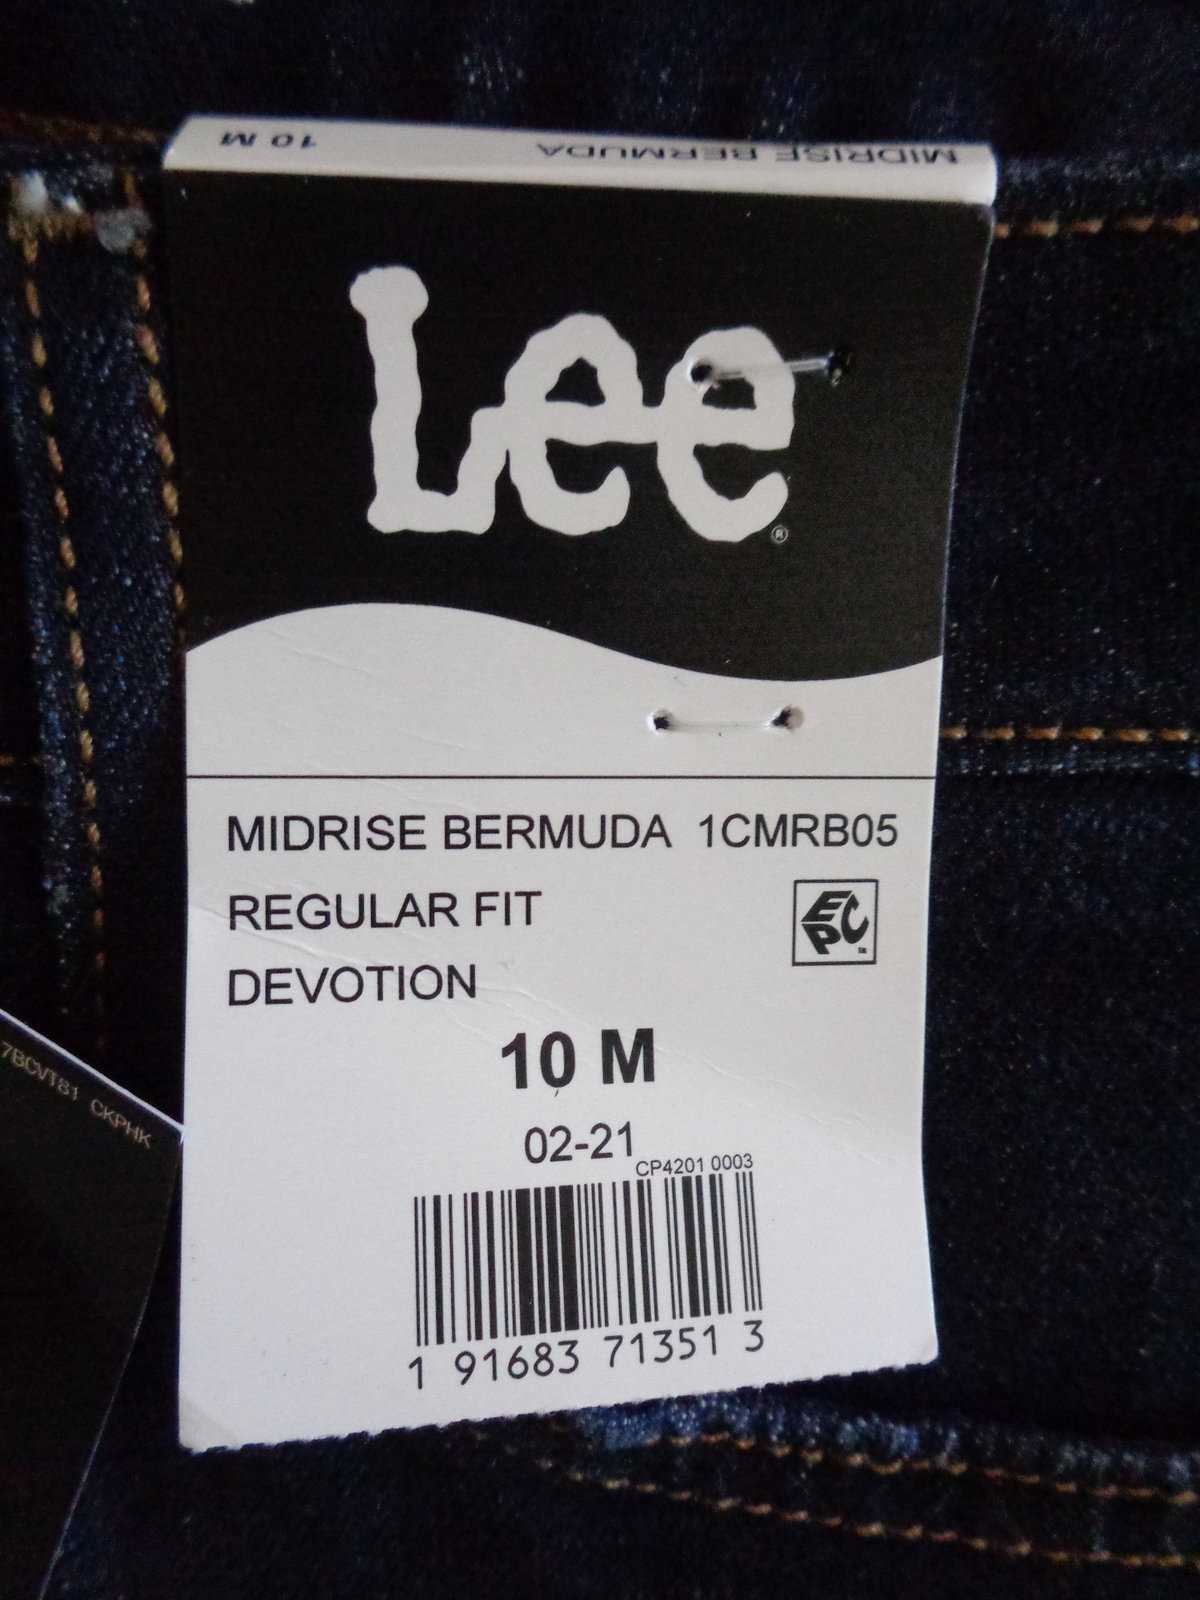 10 M MIDRISE BERMUDA
Lee
®
MIDRISE BERMUDA 1CMRB05
REGULAR FIT
EPC
™
DEVOTION
10 M
02-21
CP4201 0003
1 91683 71351 3
7BCVT81 CKPHK